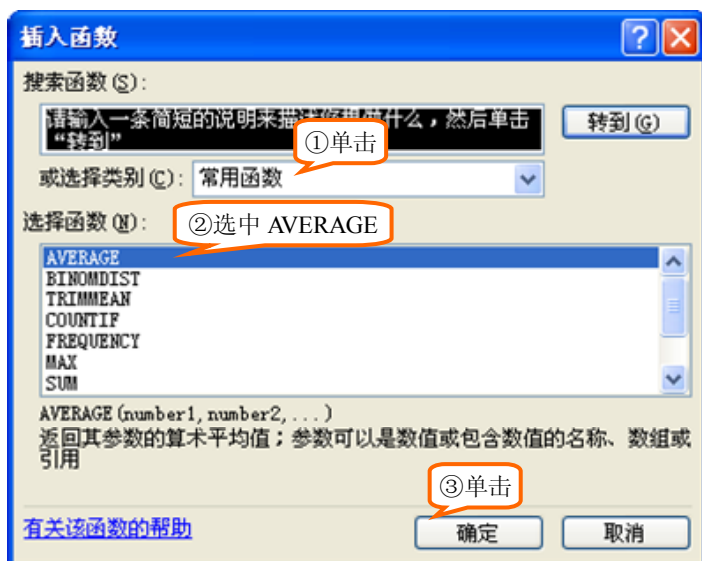 插入函数
搜索函数(S):
请输入一条简短的说明来描述您想做什么，然后单击
“转到”
转到(G)
①单击
或选择类别(C): 常用函数
选择函数(N):
②选中 AVERAGE
AVERAGE
BINOMDIST
TRIMMEAN
COUNTIF
FREQUENCY
MAX
SUM
AVERAGE(number1,number2,...)
返回其参数的算术平均值；参数可以是数值或包含数值的名称、数组或
引用
③单击
有关该函数的帮助
确定
取消